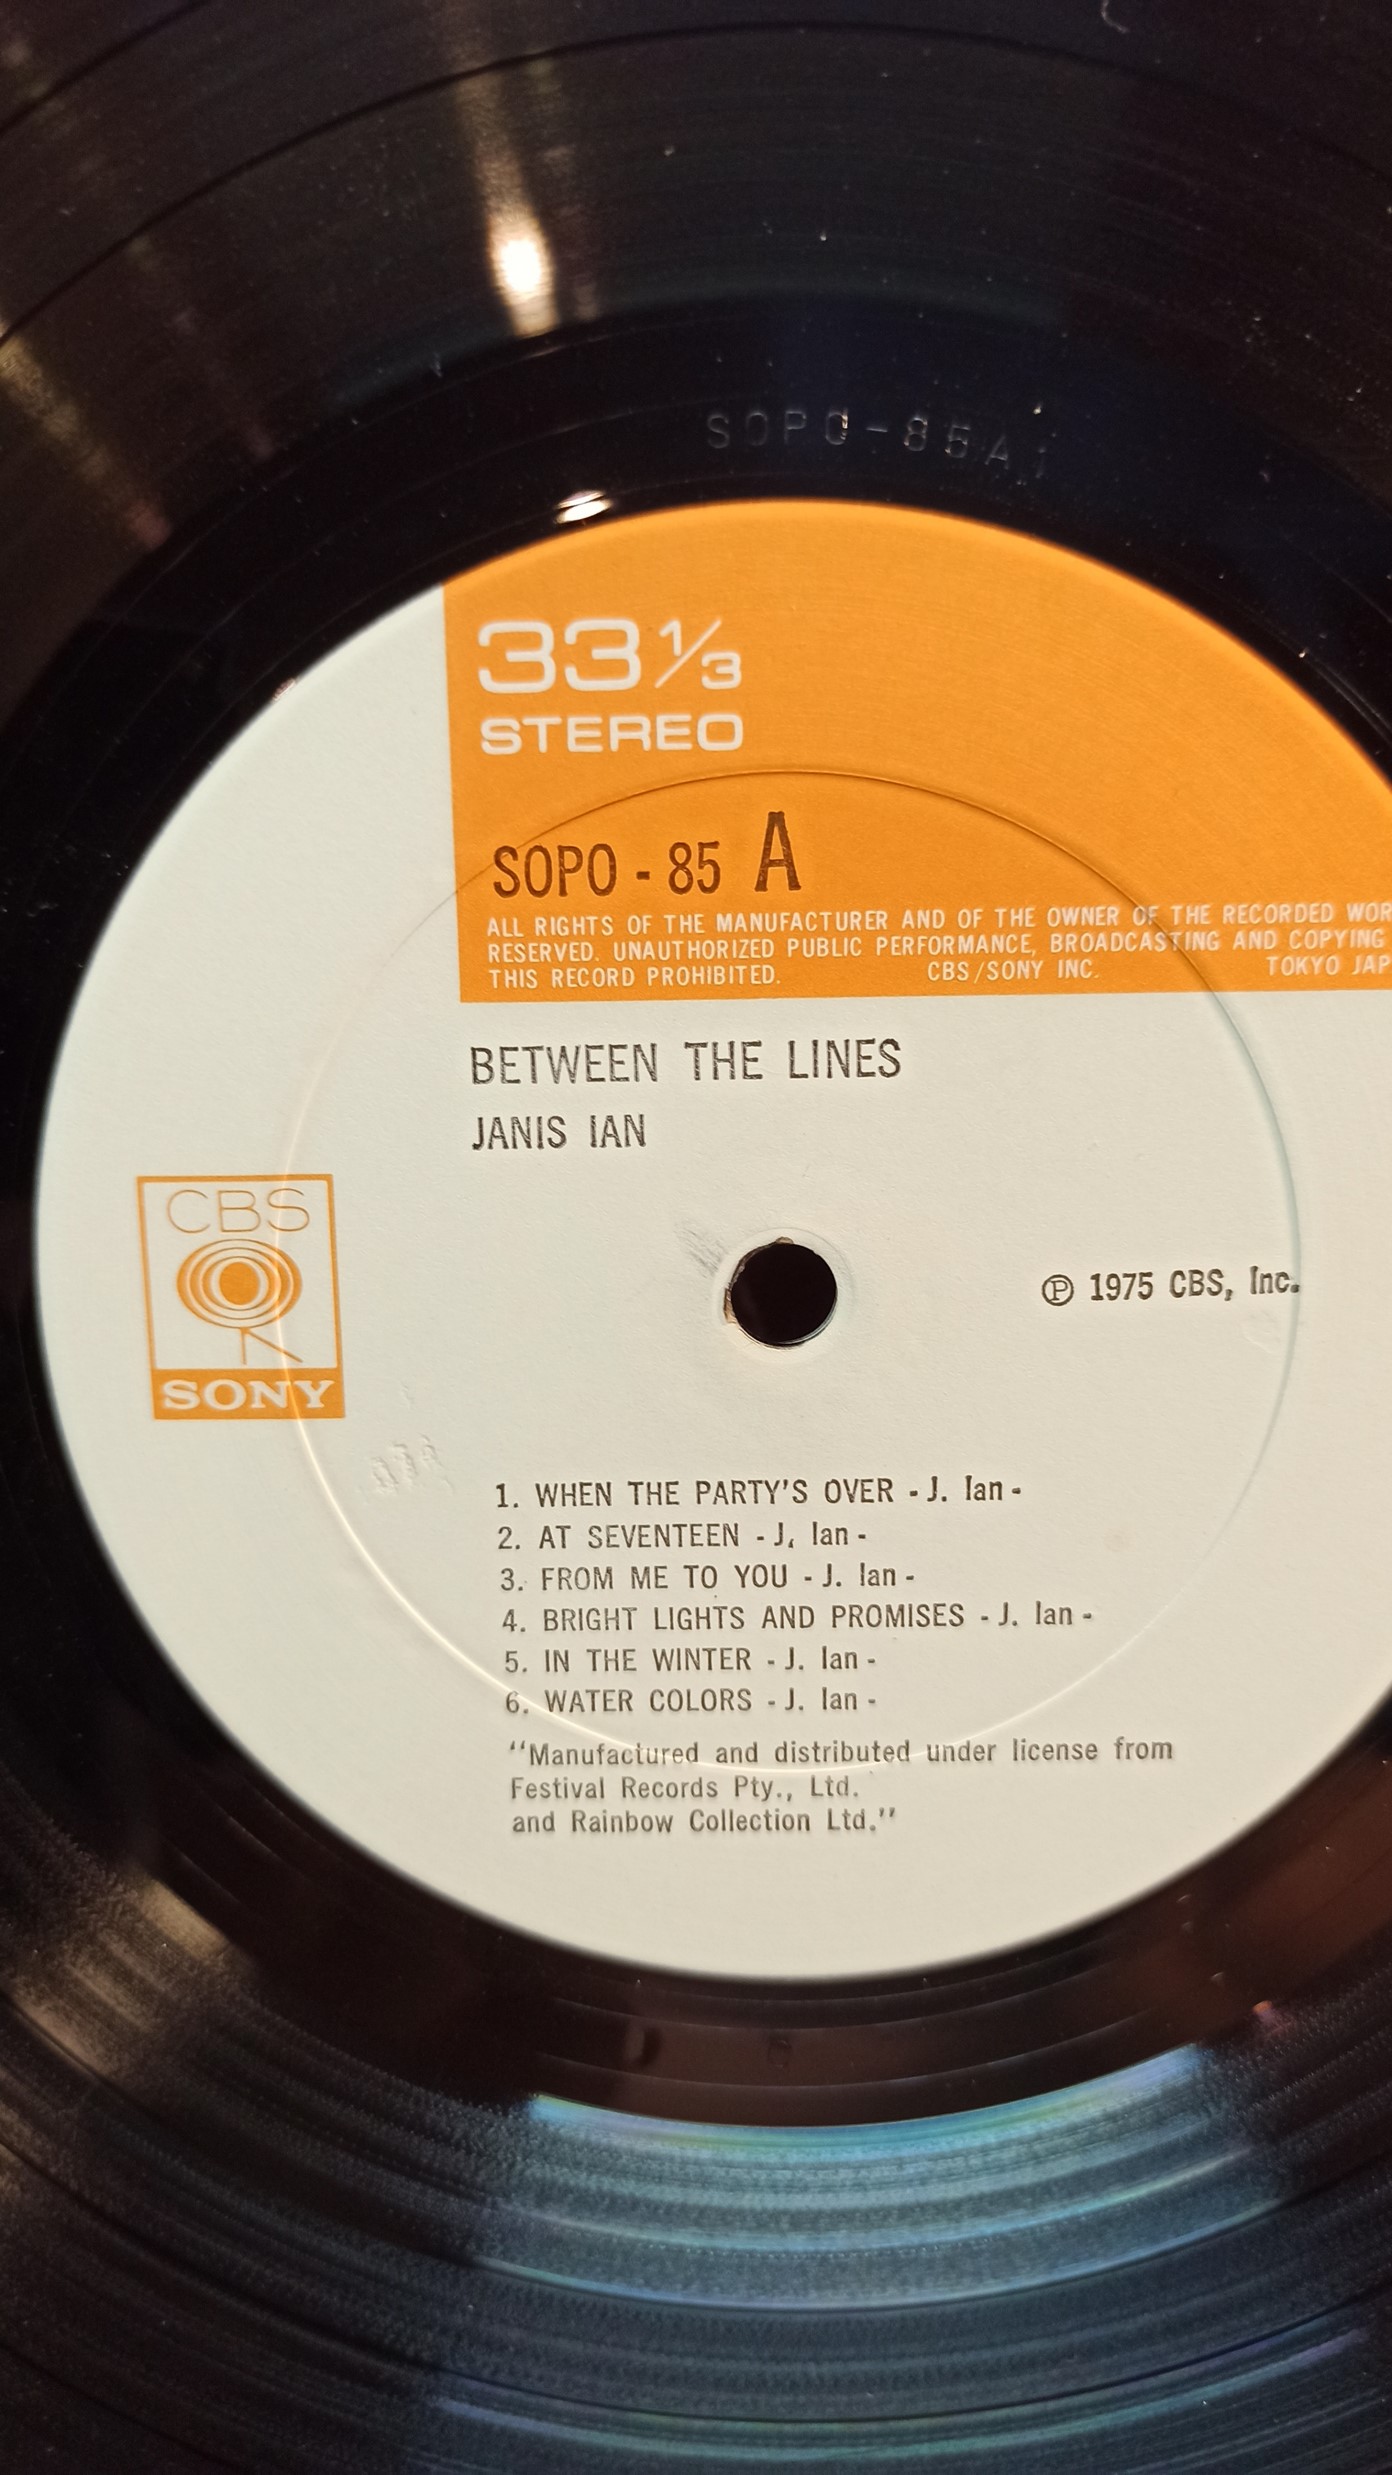 SOPO-85A1
33 1/3
STEREO
SOPO - 85 A
ALL RIGHTS OF THE MANUFACTURER AND OF THE OWNER OF THE RECORDED
RESERVED. UNAUTHORIZED PUBLIC PERFORMANCE, BROADCASTING AND COPYING
THIS RECORD PROHIBITED. CBS/SONY INC. TOKYO
BETWEEN THE LINES
JANIS IAN
CBS
SONY
Ⓟ 1975 CBS, Inc.
1. WHEN THE PARTY'S OVER - J. Ian -
2. AT SEVENTEEN - J. Ian -
3. FROM ME TO YOU - J. Ian -
4. BRIGHT LIGHTS AND PROMISES - J. Ian -
5. IN THE WINTER - J. Ian -
6. WATER COLORS - J. Ian -
"Manufactured and distributed under license from
Festival Records Pty., Ltd.
and Rainbow Collection Ltd."